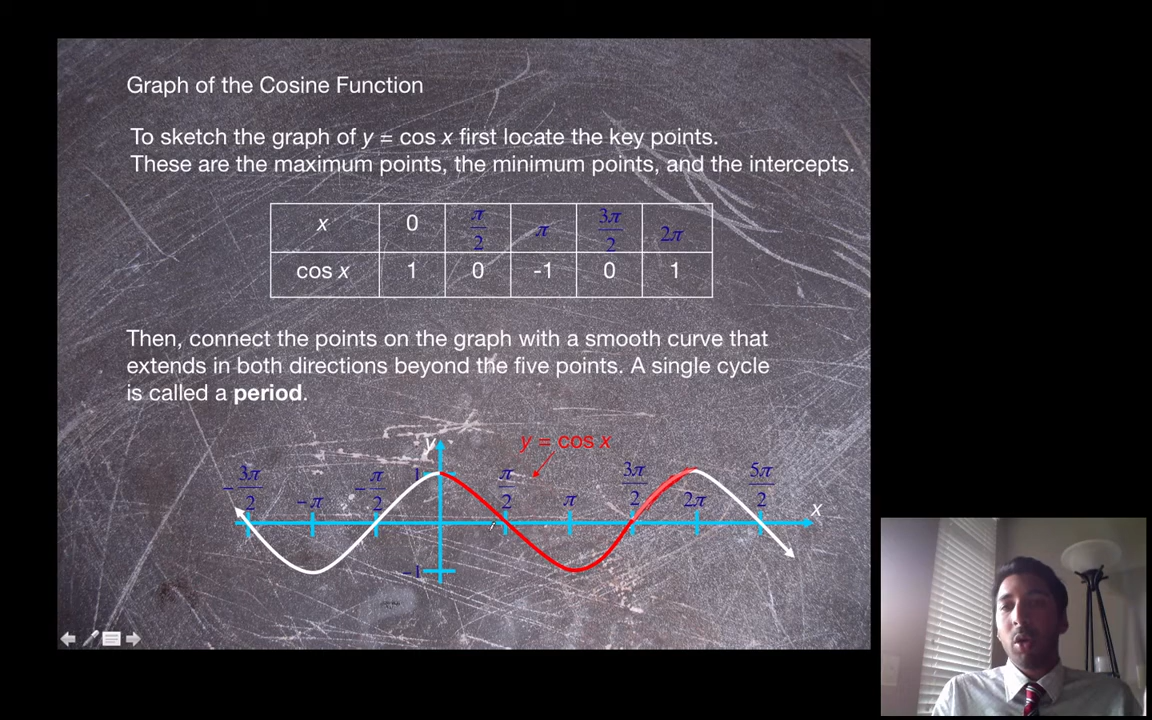 Graph of the Cosine Function
To sketch the graph of y = cos x first locate the key points.
These are the maximum points, the minimum points, and the intercepts.
x 0 π/2 π 3π/2 2π
cos x 1 0 -1 0 1
Then, connect the points on the graph with a smooth curve that
extends in both directions beyond the five points. A single cycle
is called a period.
y
y = cos x
1
-3π/2 -π -π/2 π/2 π 3π/2 2π 5π/2 x
-1